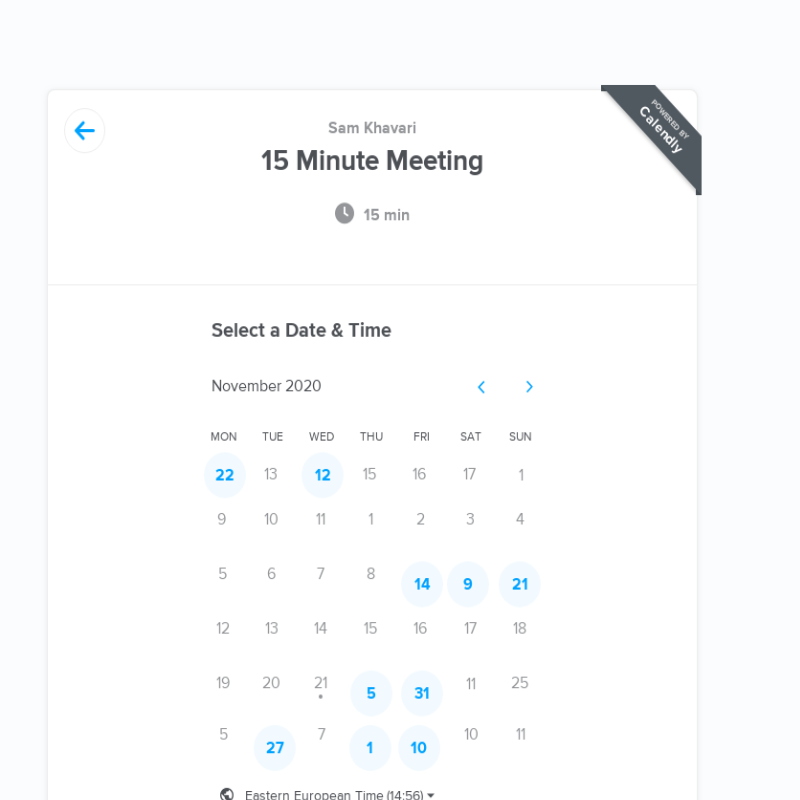 POWERED BY
Calendly
Sam Khavari
15 Minute Meeting
15 min
Select a Date & Time
November 2020
MON TUE WED THU FRI SAT SUN
22 13 12 15 16 17 1
9 10 11 1 2 3 4
5 6 7 8 14 9 21
12 13 14 15 16 17 18
19 20 21 5 31 11 25
5 27 7 1 10 10 11
Eastern European Time (14:56)